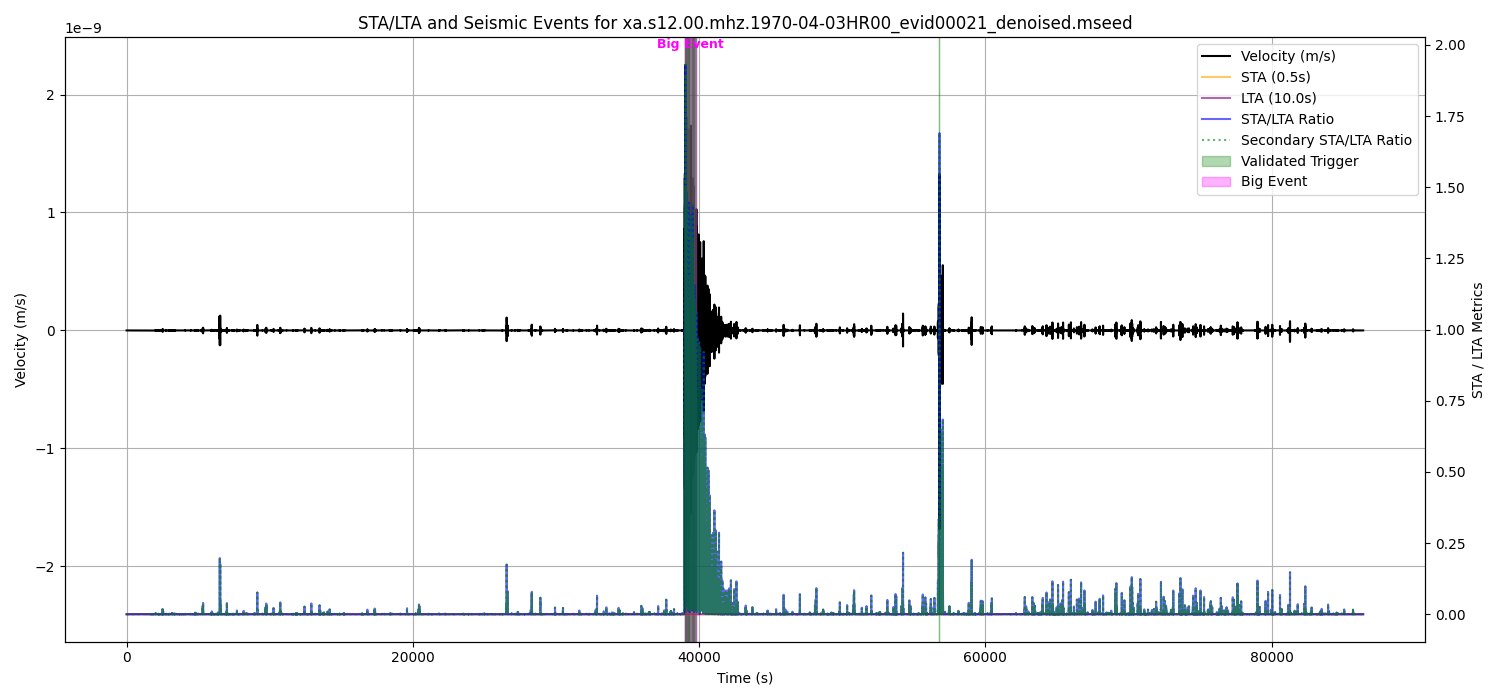 STA/LTA and Seismic Events for xa.s12.00.mhz.1970-04-03HR00_evid00021_denoised.mseed
1e−9
Big Event
Velocity (m/s)
STA (0.5s)
LTA (10.0s)
STA/LTA Ratio
Secondary STA/LTA Ratio
Validated Trigger
Big Event
2
1
0
−1
−2
Velocity (m/s)
2.00
1.75
1.50
1.25
1.00
0.75
0.50
0.25
0.00
STA / LTA Metrics
0 20000 40000 60000 80000
Time (s)